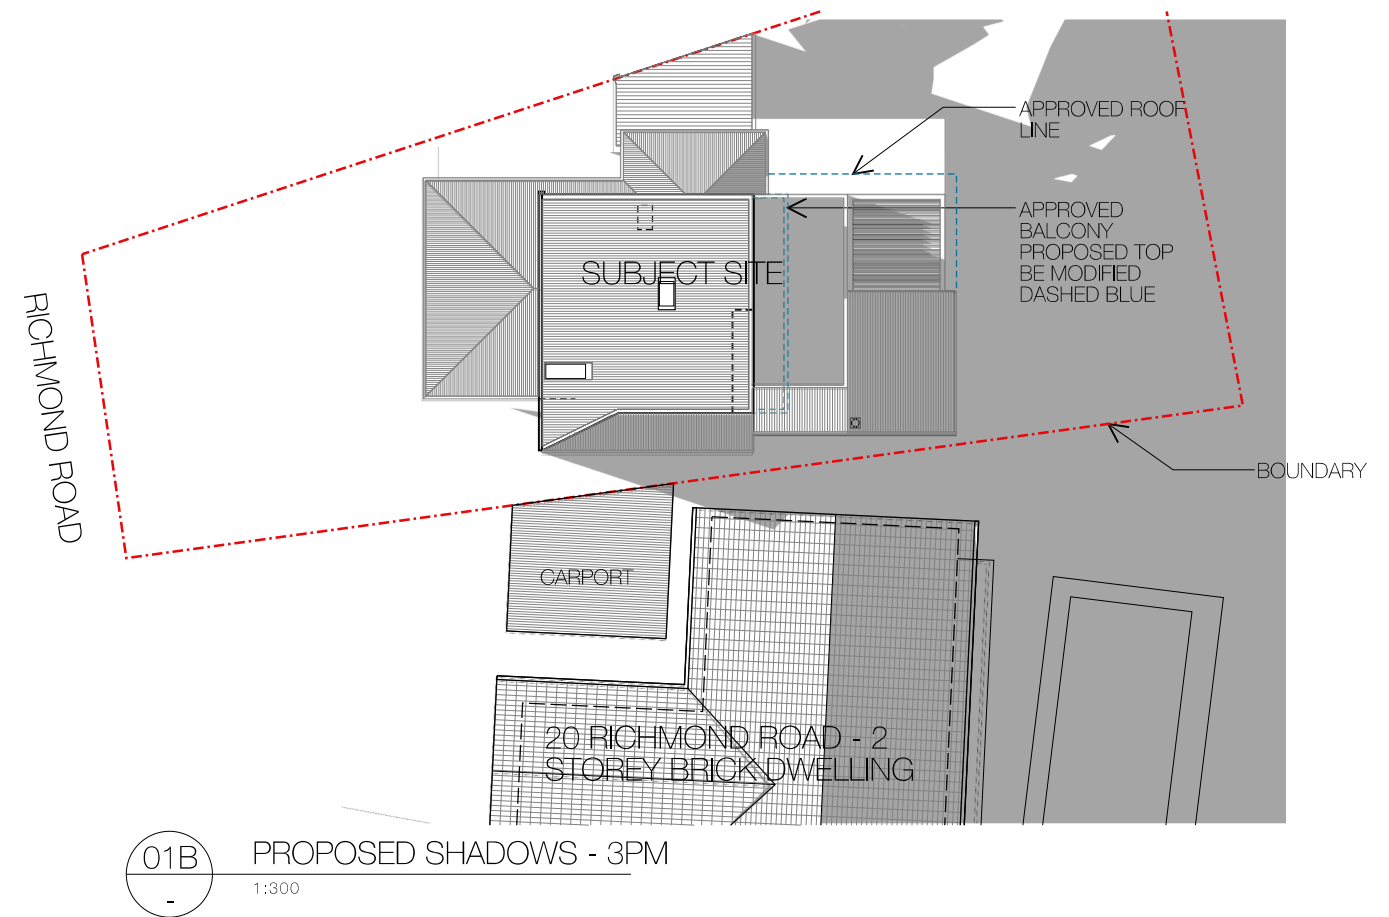 APPROVED ROOF
LINE
APPROVED
BALCONY
PROPOSED TOP
BE MODIFIED
DASHED BLUE
SUBJECT SITE
RICHMOND ROAD
BOUNDARY
CARPORT
20 RICHMOND ROAD - 2
STOREY BRICK DWELLING
01B
-
PROPOSED SHADOWS - 3PM
1:300